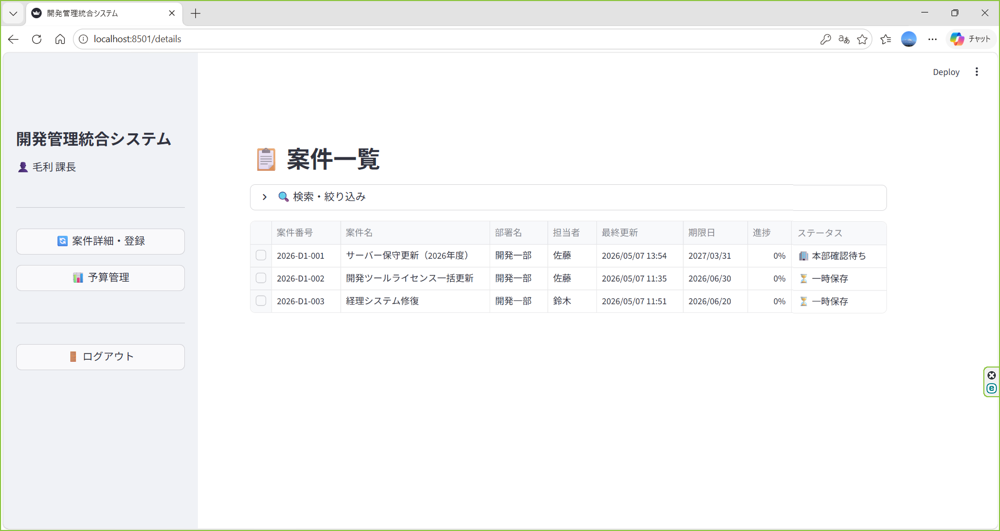 開発管理統合システム
localhost:8501/details
aあ
チャット
Deploy
開発管理統合システム
毛利 課長
案件詳細・登録
予算管理
ログアウト
案件一覧
検索・絞り込み
案件番号 案件名 部署名 担当者 最終更新 期限日 進捗 ステータス
2026-D1-001 サーバー保守更新（2026年度） 開発一部 佐藤 2026/05/07 13:54 2027/03/31 0% 本部確認待ち
2026-D1-002 開発ツールライセンス一括更新 開発一部 佐藤 2026/05/07 11:35 2026/06/30 0% 一時保存
2026-D1-003 経理システム修復 開発一部 鈴木 2026/05/07 11:51 2026/06/20 0% 一時保存
e